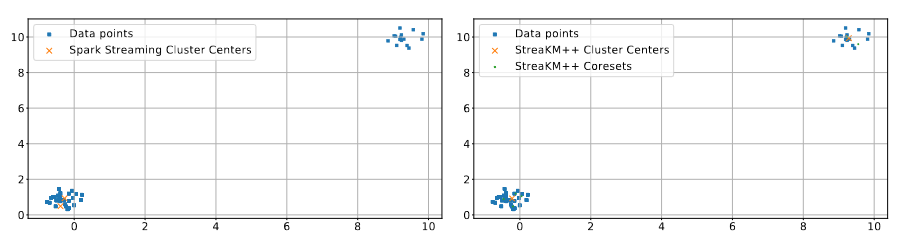 Data points
Spark Streaming Cluster Centers
10
8
6
4
2
0
0 2 4 6 8 10
Data points
StreaKM++ Cluster Centers
StreaKM++ Coresets
10
8
6
4
2
0
0 2 4 6 8 10